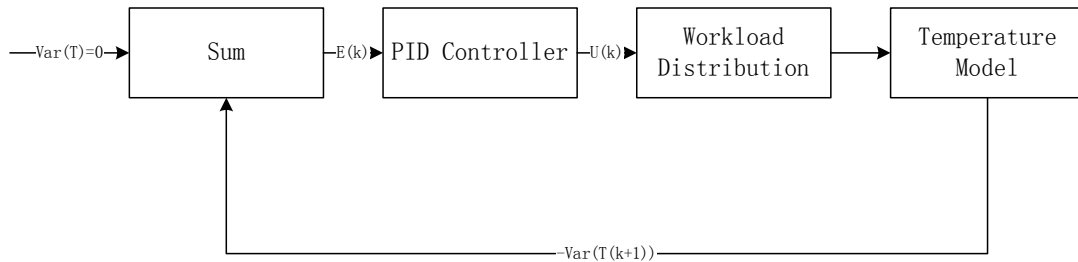 Var(T)=0
Sum
E(k)
PID Controller
U(k)
Workload
Distribution
Temperature
Model
-Var(T(k+1))